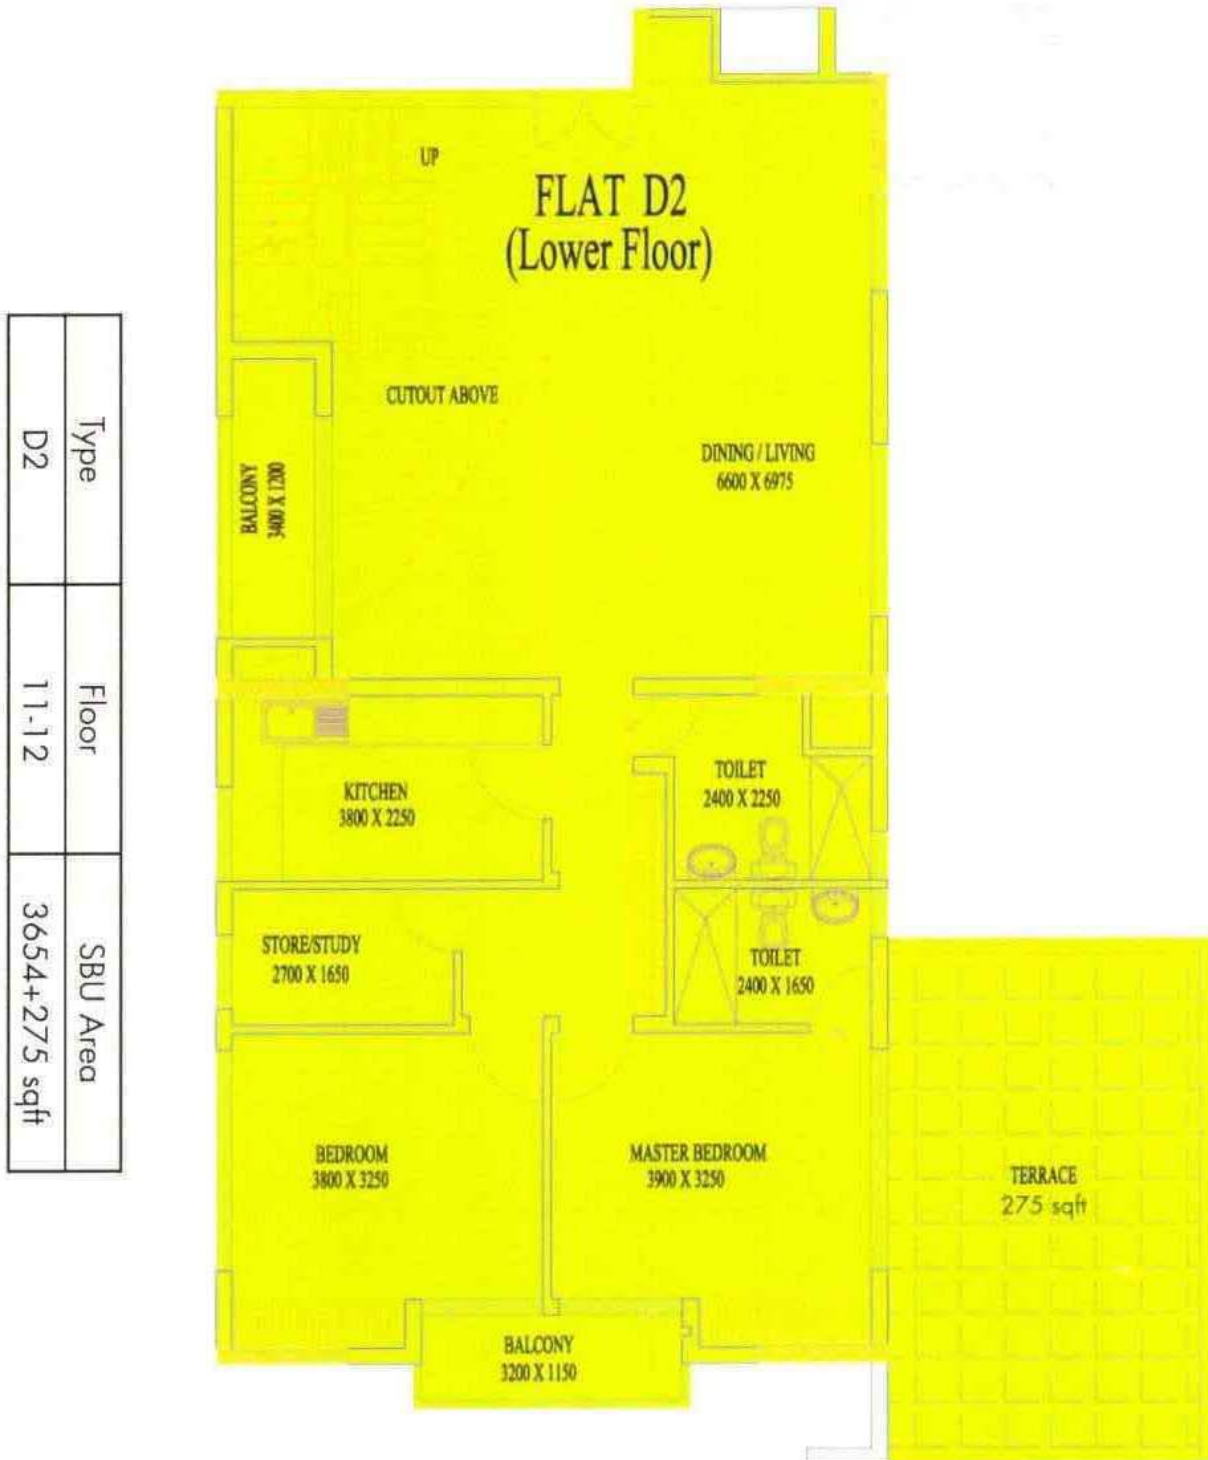 UP
FLAT D2
(Lower Floor)
CUTOUT ABOVE
DINING / LIVING
6600 X 6975
BALCONY
3400 X 1200
KITCHEN
3800 X 2250
TOILET
2400 X 2250
STORE/STUDY
2700 X 1650
TOILET
2400 X 1650
BEDROOM
3800 X 3250
MASTER BEDROOM
3900 X 3250
TERRACE
275 sqft
BALCONY
3200 X 1150
Type Floor SBU Area
D2 11-12 3654+275 sqft